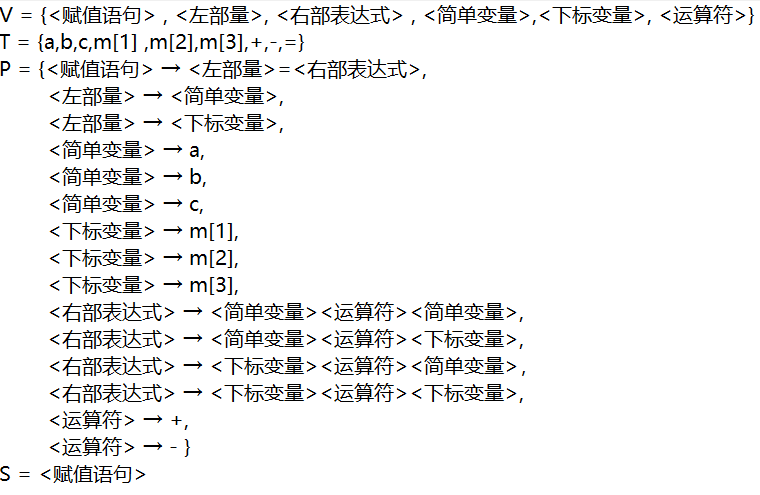 V = {<赋值语句> , <左部量>, <右部表达式> , <简单变量>,<下标变量>, <运算符>}
T = {a,b,c,m[1] ,m[2],m[3],+,-,=}
P = {<赋值语句> → <左部量>=<右部表达式>,
<左部量> → <简单变量>,
<左部量> → <下标变量>,
<简单变量> → a,
<简单变量> → b,
<简单变量> → c,
<下标变量> → m[1],
<下标变量> → m[2],
<下标变量> → m[3],
<右部表达式> → <简单变量><运算符><简单变量>,
<右部表达式> → <简单变量><运算符><下标变量>,
<右部表达式> → <下标变量><运算符><简单变量>,
<右部表达式> → <下标变量><运算符><下标变量>,
<运算符> → +,
<运算符> → - }
S = <赋值语句>